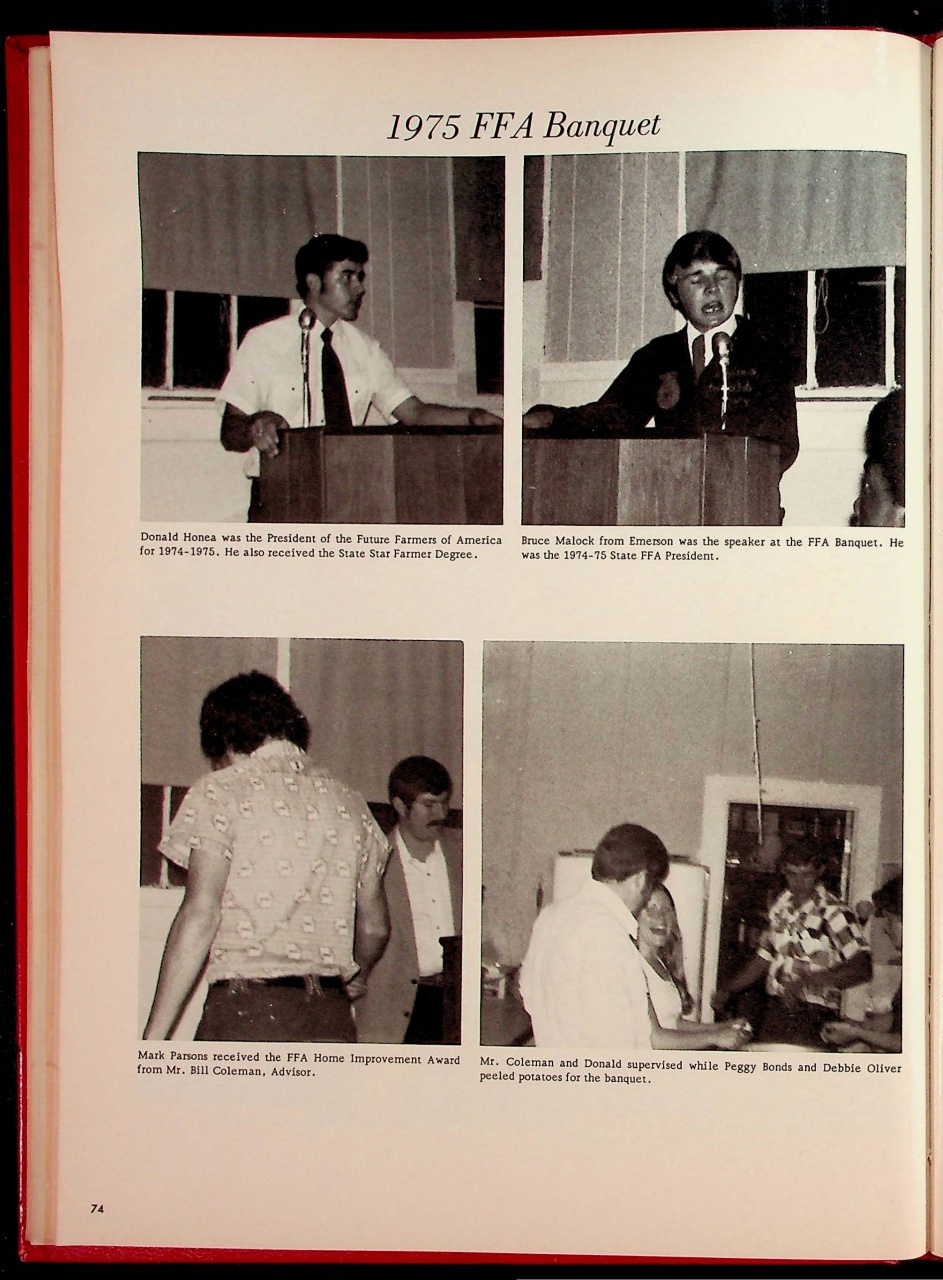 1975 FFA Banquet
Donald Honea was the President of the Future Farmers of America
for 1974-1975. He also received the State Star Farmer Degree.
Bruce Malock from Emerson was the speaker at the FFA Banquet. He
was the 1974-75 State FFA President.
Mark Parsons received the FFA Home Improvement Award
from Mr. Bill Coleman, Advisor.
Mr. Coleman and Donald supervised while Peggy Bonds and Debbie Oliver
peeled potatoes for the banquet.
74